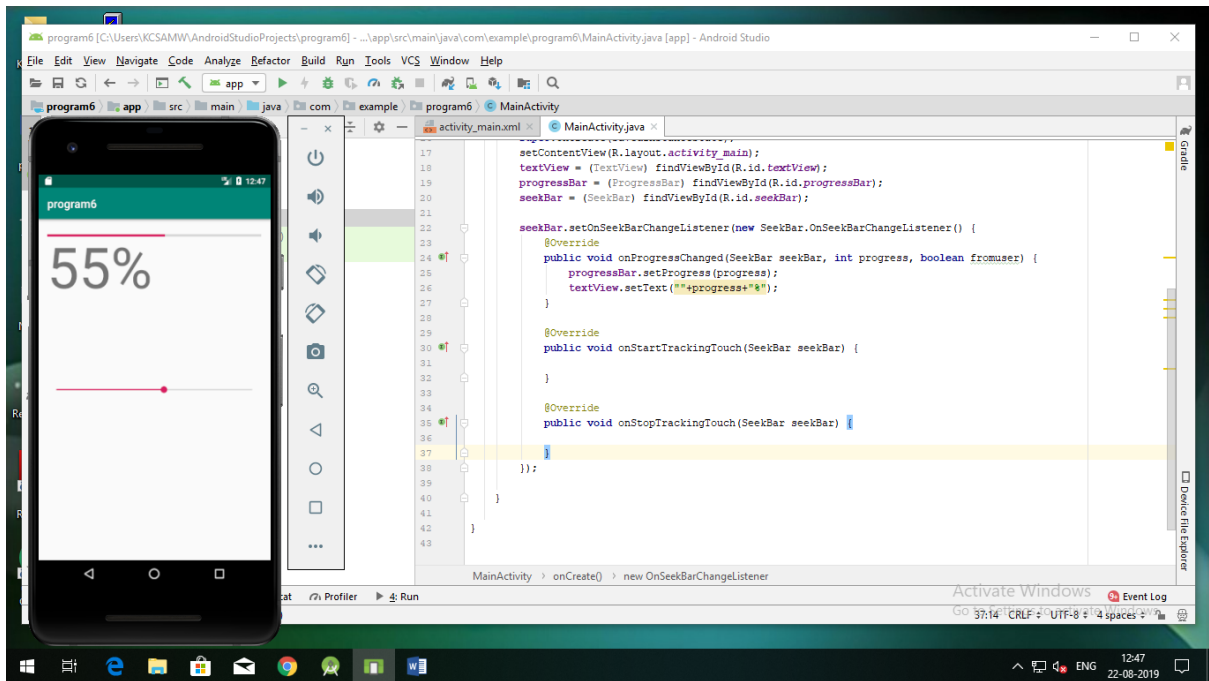 program6 [C:\Users\KCSAMW\AndroidStudioProjects\program6] - ...\app\src\main\java\com\example\program6\MainActivity.java [app] - Android Studio
File Edit View Navigate Code Analyze Refactor Build Run Tools VCS Window Help
app
program6 app src main java com example program6 MainActivity
activity_main.xml MainActivity.java
12:47
program6
55%
17 setContentView(R.layout.activity_main);
18 textView = (TextView) findViewById(R.id.textView);
19 progressBar = (ProgressBar) findViewById(R.id.progressBar);
20 seekBar = (SeekBar) findViewById(R.id.seekBar);
21
22 seekBar.setOnSeekBarChangeListener(new SeekBar.OnSeekBarChangeListener() {
23 @Override
24 public void onProgressChanged(SeekBar seekBar, int progress, boolean fromuser) {
25 progressBar.setProgress(progress);
26 textView.setText(""+progress+"%");
27 }
28
29 @Override
30 public void onStartTrackingTouch(SeekBar seekBar) {
31
32 }
33
34 @Override
35 public void onStopTrackingTouch(SeekBar seekBar) {
36
37 }
38 });
39
40 }
41
42 }
43
Gradle
Device File Explorer
MainActivity > onCreate() > new OnSeekBarChangeListener
cat Profiler 4: Run
Activate Windows
Event Log
Go to Settings to activate Windows.
37:14 CRLF UTF-8 4 spaces
ENG
12:47
22-08-2019